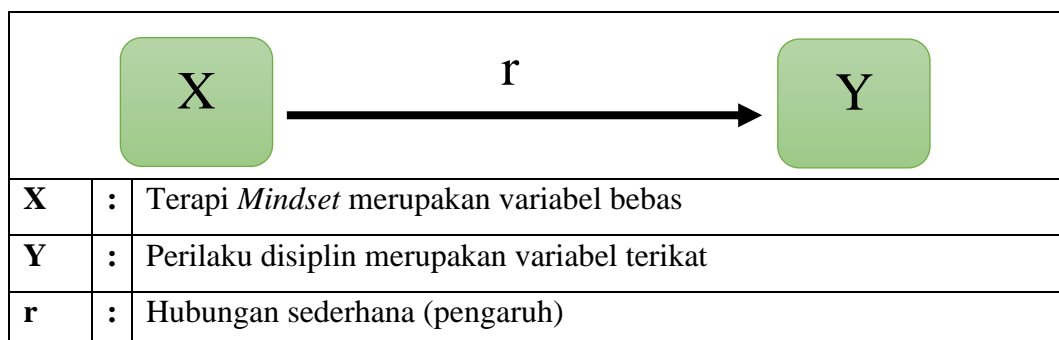 X r Y
X : Terapi Mindset merupakan variabel bebas
Y : Perilaku disiplin merupakan variabel terikat
r : Hubungan sederhana (pengaruh)